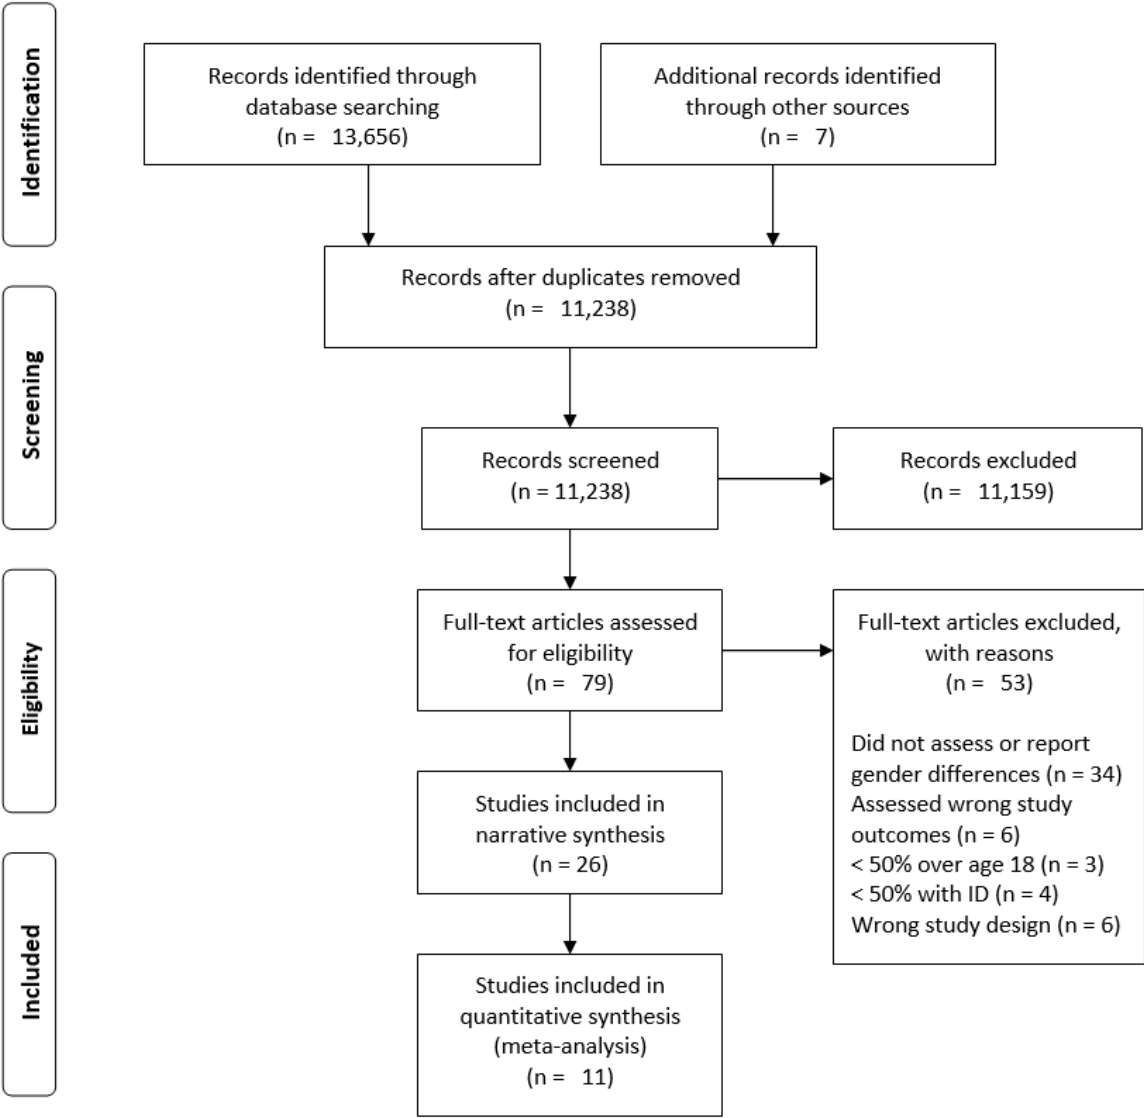 Identification
Records identified through
database searching
(n = 13,656)
Additional records identified
through other sources
(n = 7)
Records after duplicates removed
(n = 11,238)
Screening
Records screened
(n = 11,238)
Records excluded
(n = 11,159)
Eligibility
Full-text articles assessed
for eligibility
(n = 79)
Full-text articles excluded,
with reasons
(n = 53)
Did not assess or report
gender differences (n = 34)
Assessed wrong study
outcomes (n = 6)
< 50% over age 18 (n = 3)
< 50% with ID (n = 4)
Wrong study design (n = 6)
Studies included in
narrative synthesis
(n = 26)
Included
Studies included in
quantitative synthesis
(meta-analysis)
(n = 11)